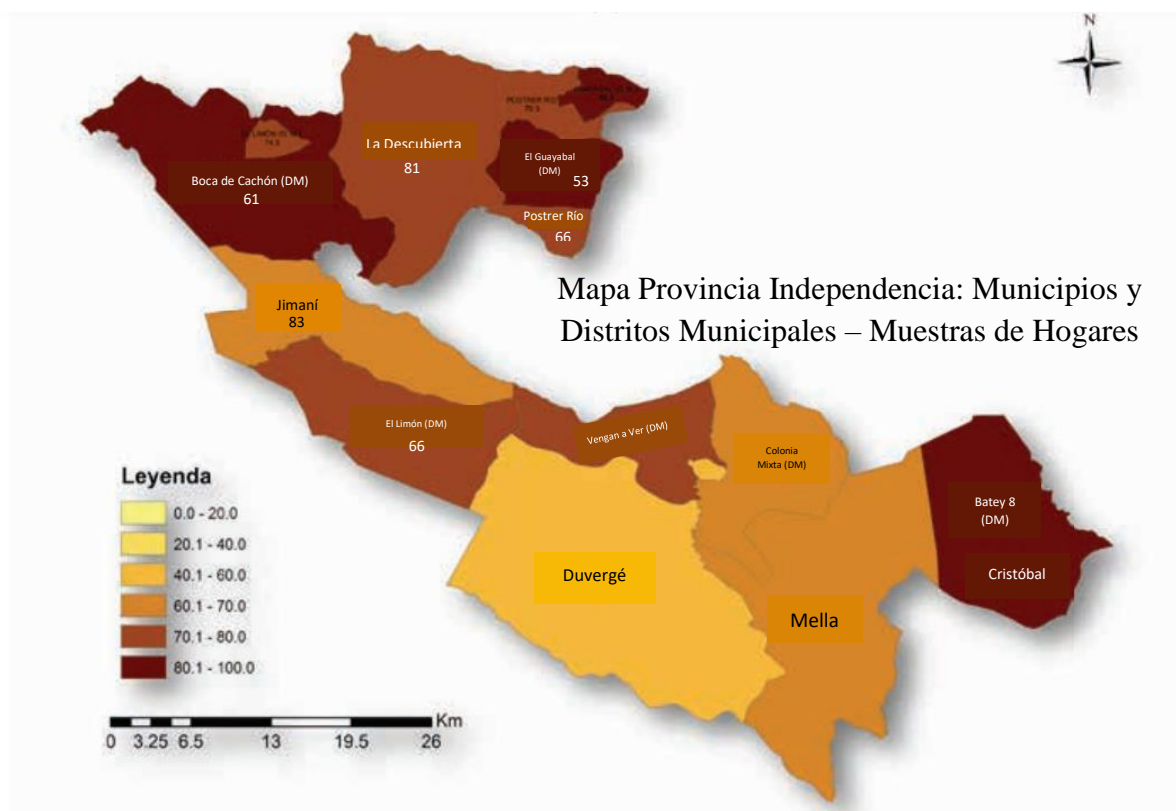 N
POSTRER RÍO
La Descubierta
81
El Guayabal
(DM)
53
Boca de Cachón (DM)
61
Postrer Río
66
Mapa Provincia Independencia: Municipios y
Distritos Municipales – Muestras de Hogares
Jimaní
83
El Limón (DM)
66
Vengan a Ver (DM)
Colonia
Mixta (DM)
Batey 8
(DM)
Cristóbal
Duvergé
Mella
Leyenda
0.0 - 20.0
20.1 - 40.0
40.1 - 60.0
60.1 - 70.0
70.1 - 80.0
80.1 - 100.0
Km
0 3.25 6.5 13 19.5 26